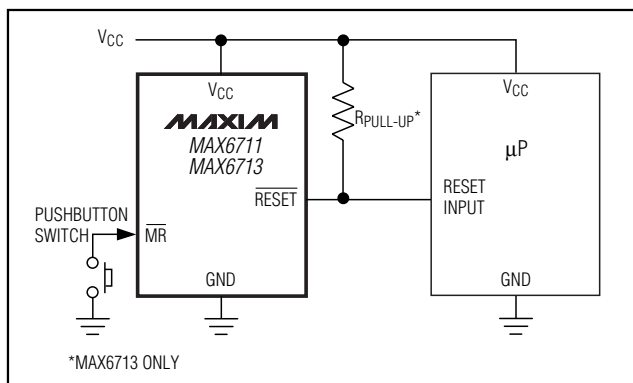 VCC
VCC
MAXIM
MAX6711
MAX6713
RPULL-UP*
VCC
μP
RESET
RESET
INPUT
PUSHBUTTON
SWITCH
MR
GND
GND
*MAX6713 ONLY